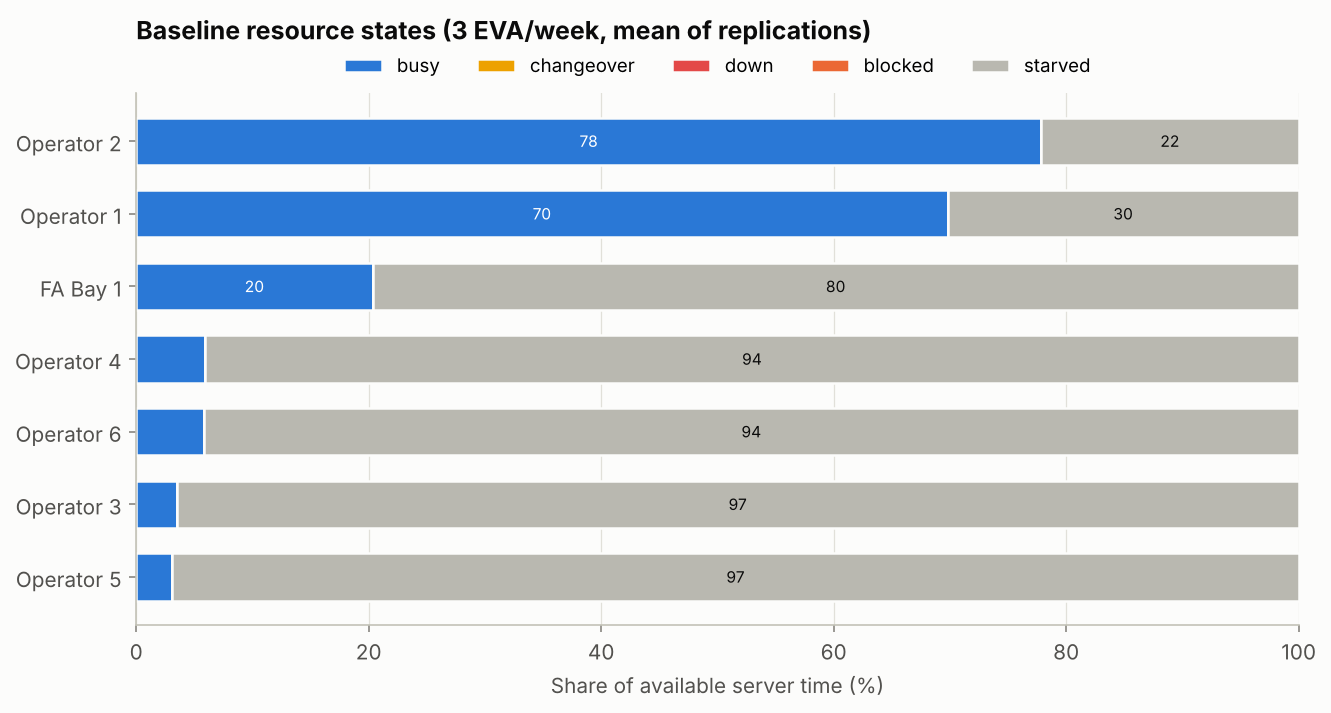 Baseline resource states (3 EVA/week, mean of replications)
busy changeover down blocked starved
Operator 2 78 22
Operator 1 70 30
FA Bay 1 20 80
Operator 4 94
Operator 6 94
Operator 3 97
Operator 5 97
0 20 40 60 80 100
Share of available server time (%)